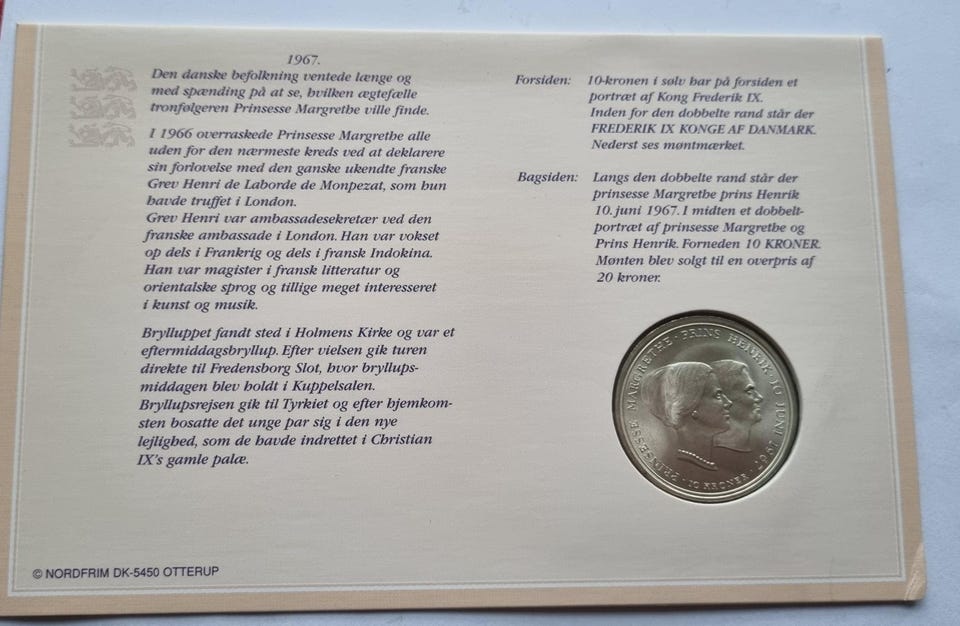 1967.
Den danske befolkning ventede længe og
med spænding på at se, hvilken ægtefælle
tronfølgeren Prinsesse Margrethe ville finde.
I 1966 overraskede Prinsesse Margrethe alle
uden for den nærmeste kreds ved at deklarere
sin forlovelse med den ganske ukendte franske
Grev Henri de Laborde de Monpezat, som hun
havde truffet i London.
Grev Henri var ambassadesekretær ved den
franske ambassade i London. Han var vokset
op dels i Frankrig og dels i fransk Indokina.
Han var magister i fransk litteratur og
orientalske sprog og tillige meget interesseret
i kunst og musik.
Brylluppet fandt sted i Holmens Kirke og var et
eftermiddagsbryllup. Efter vielsen gik turen
direkte til Fredensborg Slot, hvor bryllups-
middagen blev holdt i Kuppelsalen.
Bryllupsrejsen gik til Tyrkiet og efter hjemkom-
sten bosatte det unge par sig i den nye
lejlighed, som de havde indrettet i Christian
IX's gamle palæ.
© NORDFRIM DK-5450 OTTERUP
Forsiden: 10-kronen i sølv har på forsiden et
portræt af Kong Frederik IX.
Inden for den dobbelte rand står der
FREDERIK IX KONGE AF DANMARK.
Nederst ses møntmærket.
Bagsiden: Langs den dobbelte rand står der
prinsesse Margrethe prins Henrik
10. juni 1967. I midten et dobbelt-
portræt af prinsesse Margrethe og
Prins Henrik. Forneden 10 KRONER.
Mønten blev solgt til en overpris af
20 kroner.
PRINSESSE MARGRETHE · PRINS HENRIK 10 JUNI 1967
· 10 KRONER ·